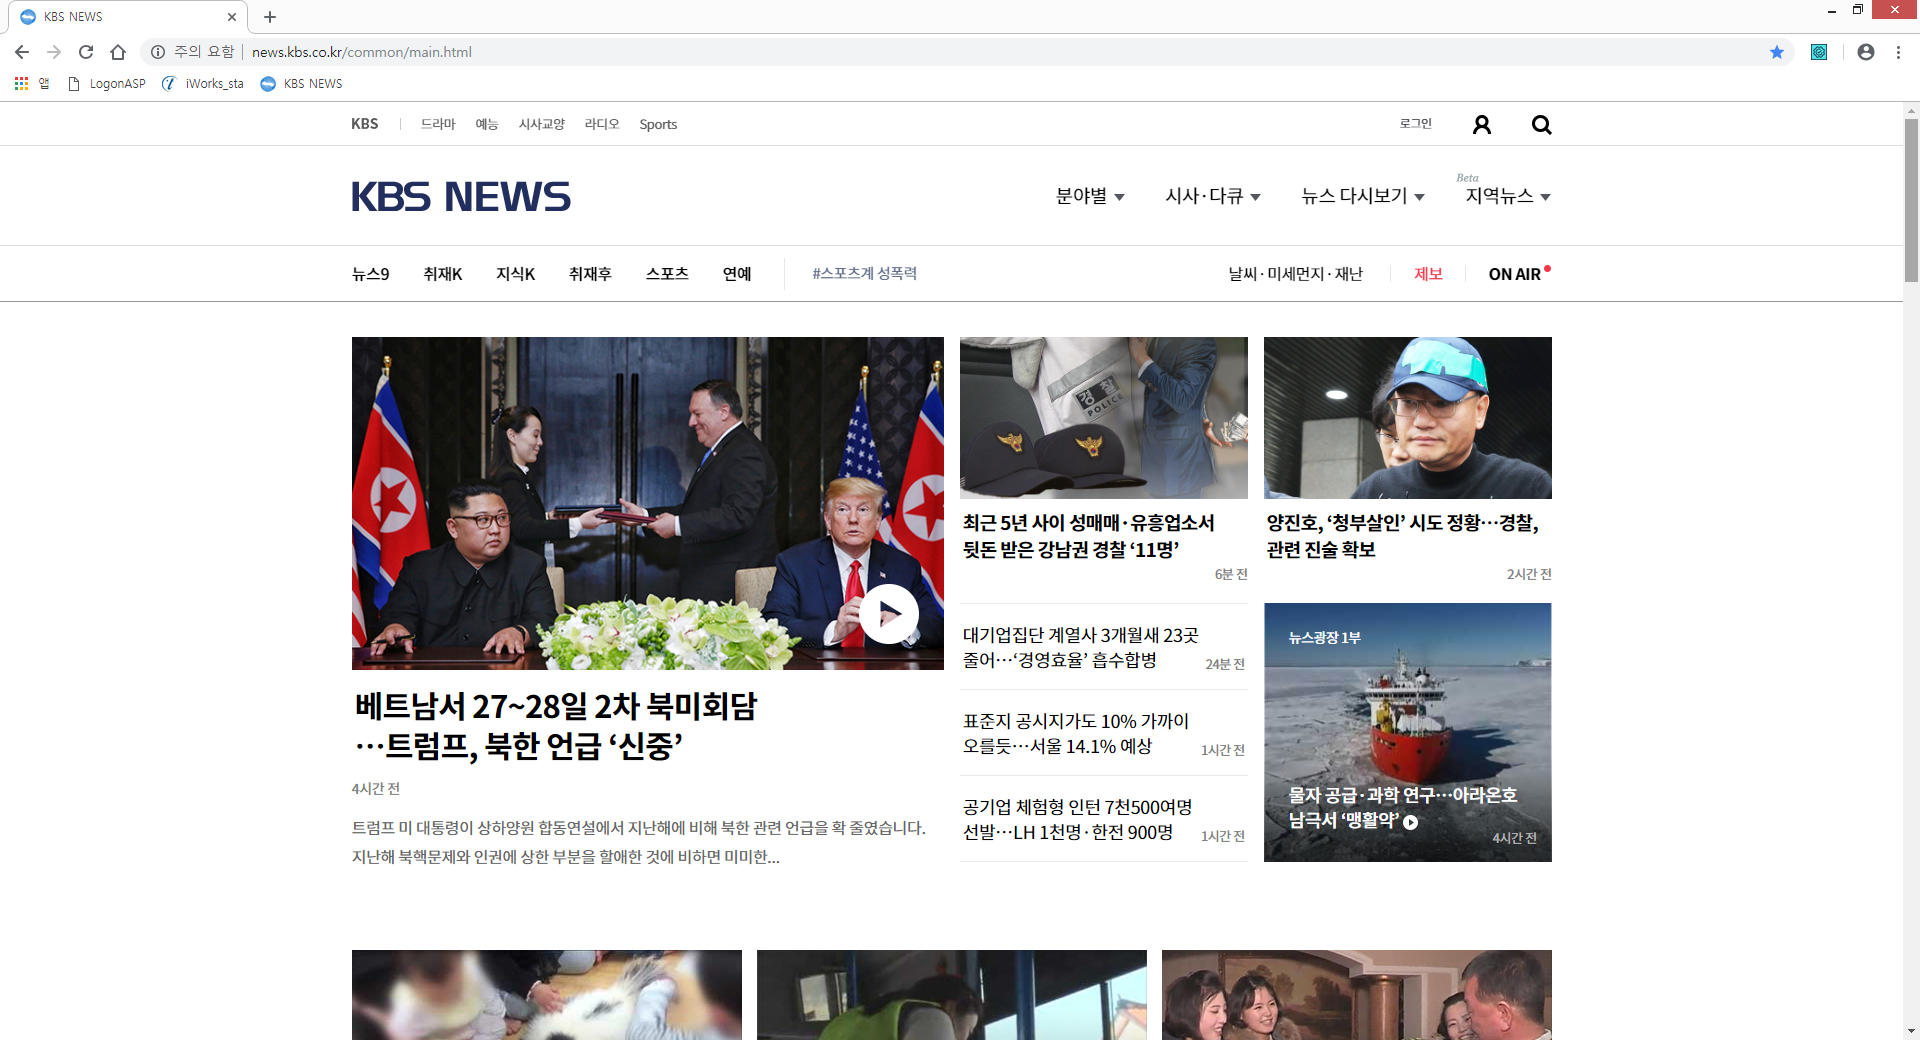 KBS NEWS
주의 요함 news.kbs.co.kr/common/main.html
앱 LogonASP iWorks_sta KBS NEWS
KBS 드라마 예능 시사교양 라디오 Sports 로그인
KBS NEWS
분야별 시사·다큐 뉴스 다시보기 Beta 지역뉴스
뉴스9 취재K 지식K 취재후 스포츠 연예 #스포츠계 성폭력 날씨·미세먼지·재난 제보 ON AIR
베트남서 27~28일 2차 북미회담
…트럼프, 북한 언급 ‘신중’
4시간 전
트럼프 미 대통령이 상하양원 합동연설에서 지난해에 비해 북한 관련 언급을 확 줄였습니다.
지난해 북핵문제와 인권에 상한 부분을 할애한 것에 비하면 미미한...
경찰
POLICE
최근 5년 사이 성매매·유흥업소서
뒷돈 받은 강남권 경찰 ‘11명’
6분 전
대기업집단 계열사 3개월새 23곳
줄어…‘경영효율’ 흡수합병
24분 전
표준지 공시지가도 10% 가까이
오를듯…서울 14.1% 예상
1시간 전
공기업 체험형 인턴 7천500여명
선발…LH 1천명·한전 900명
1시간 전
양진호, ‘청부살인’ 시도 정황…경찰,
관련 진술 확보
2시간 전
뉴스광장 1부
물자 공급·과학 연구…아라온호
남극서 ‘맹활약’
4시간 전